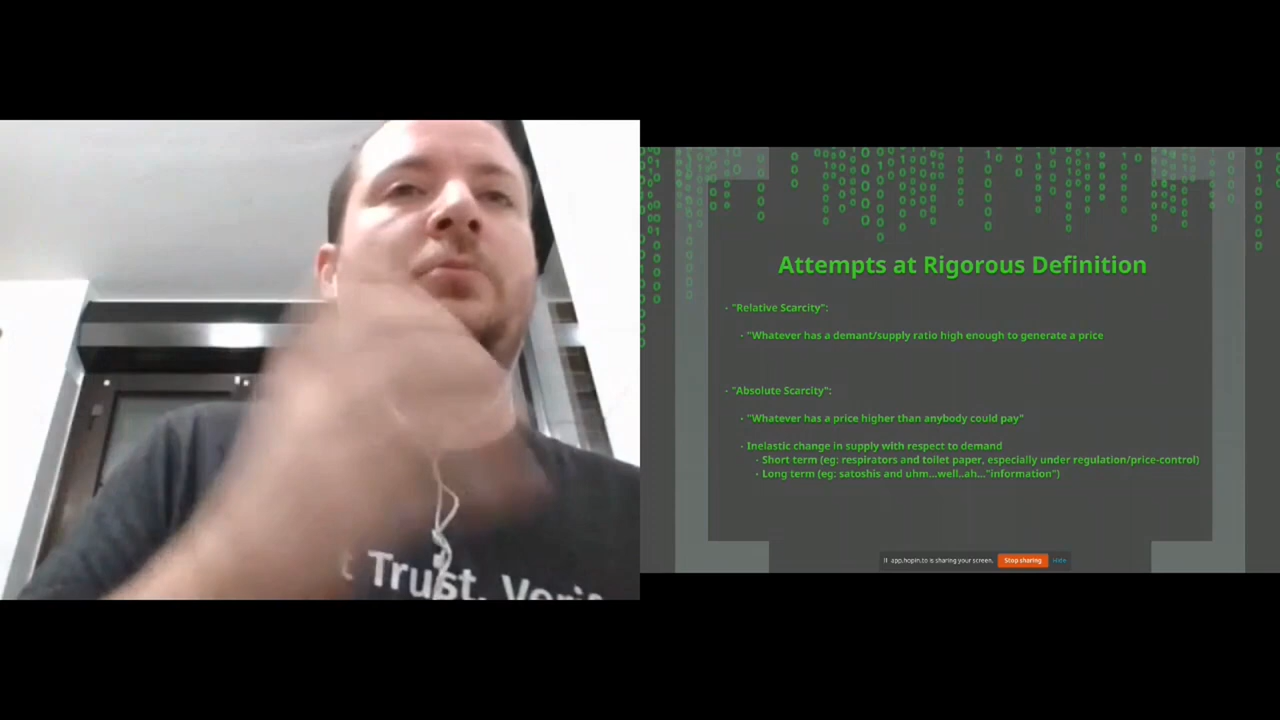 t Trust, Verif
Attempts at Rigorous Definition
- "Relative Scarcity":
- "Whatever has a demant/supply ratio high enough to generate a price
- "Absolute Scarcity":
- "Whatever has a price higher than anybody could pay"
- Inelastic change in supply with respect to demand
- Short term (eg: respirators and toilet paper, especially under regulation/price-control)
- Long term (eg: satoshis and uhm...well..ah..."information")
app.hopin.to is sharing your screen. Stop sharing Hide